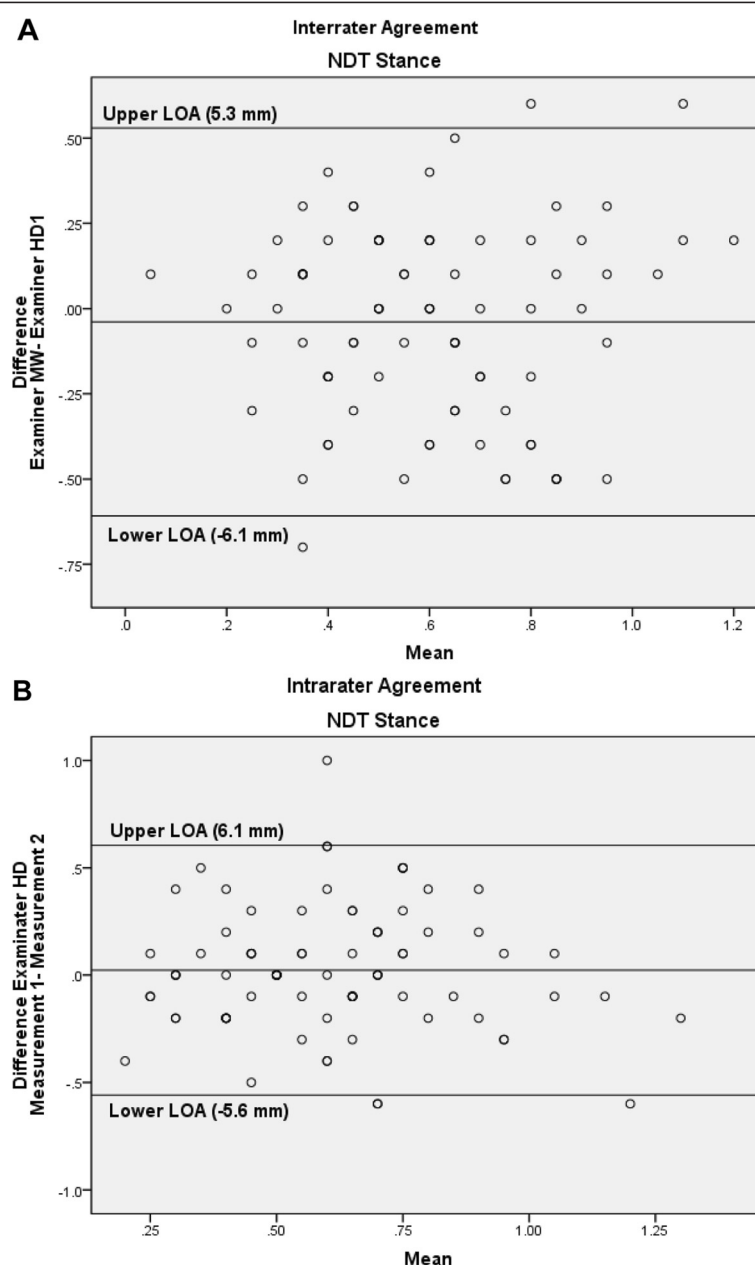 A
Interrater Agreement
NDT Stance
Upper LOA (5.3 mm)
.50
.25
.00
-.25
-.50
-.75
Difference
Examiner MW- Examiner HD1
Lower LOA (-6.1 mm)
.0 .2 .4 .6 .8 1.0 1.2
Mean
B
Intrarater Agreement
NDT Stance
1.0
.5
.0
-.5
-1.0
Upper LOA (6.1 mm)
Difference Examinater HD
Measurement 1- Measurement 2
Lower LOA (-5.6 mm)
.25 .50 .75 1.00 1.25
Mean